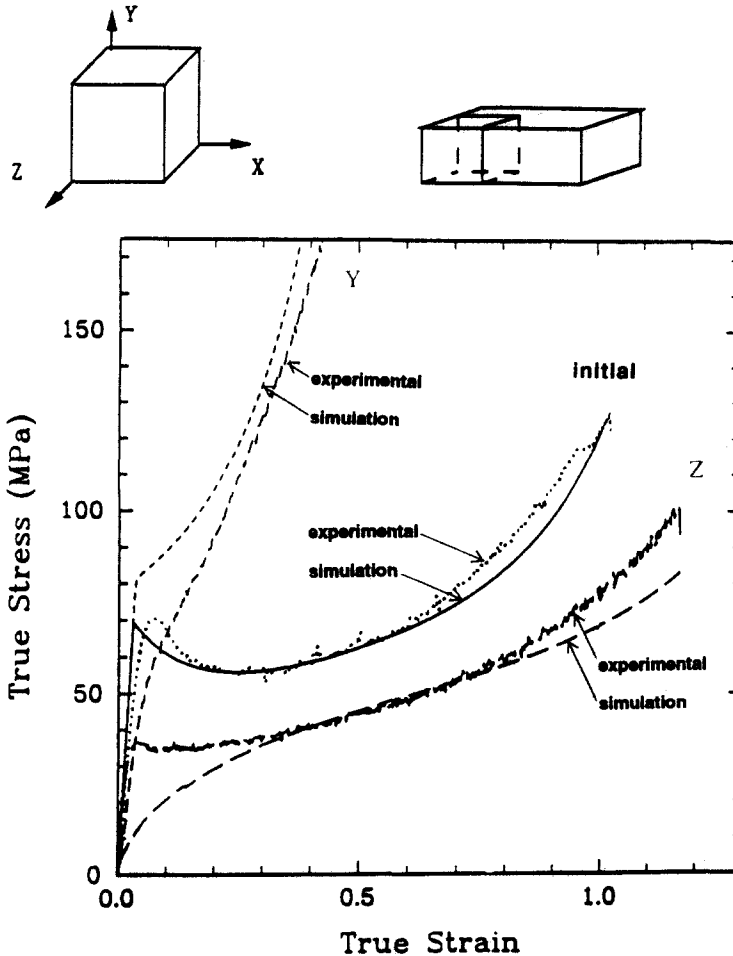 Y
Z
X
Y
150
experimental
initial
simulation
Z
100
experimental
simulation
50
experimental
simulation
0
0.0
0.5
1.0
True Stress (MPa)
True Strain